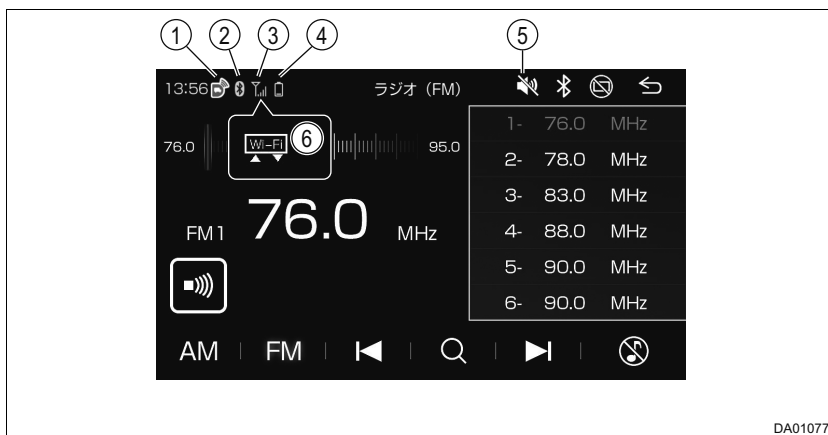 1 2 3 4 5
13:56 ラジオ（FM）
76.0 WI-Fi 6 95.0
FM1 76.0 MHz
1- 76.0 MHz
2- 78.0 MHz
3- 83.0 MHz
4- 88.0 MHz
5- 90.0 MHz
6- 90.0 MHz
AM FM
DA01077